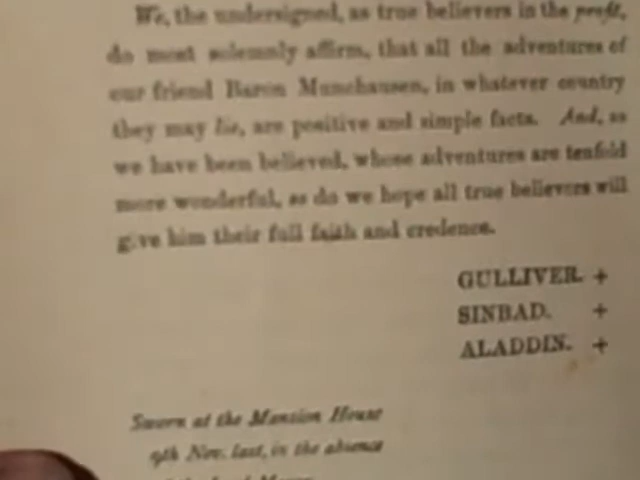 We, the undersigned, as true believers in the profit,
do most solemnly affirm, that all the adventures of
our friend Baron Munchausen, in whatever country
they may lie, are positive and simple facts. And, as
we have been believed, whose adventures are tenfold
more wonderful, so do we hope all true believers will
give him their full faith and credence.
GULLIVER. +
SINBAD. +
ALADDIN. +
Sworn at the Mansion House
9th Nov. last, in the absence